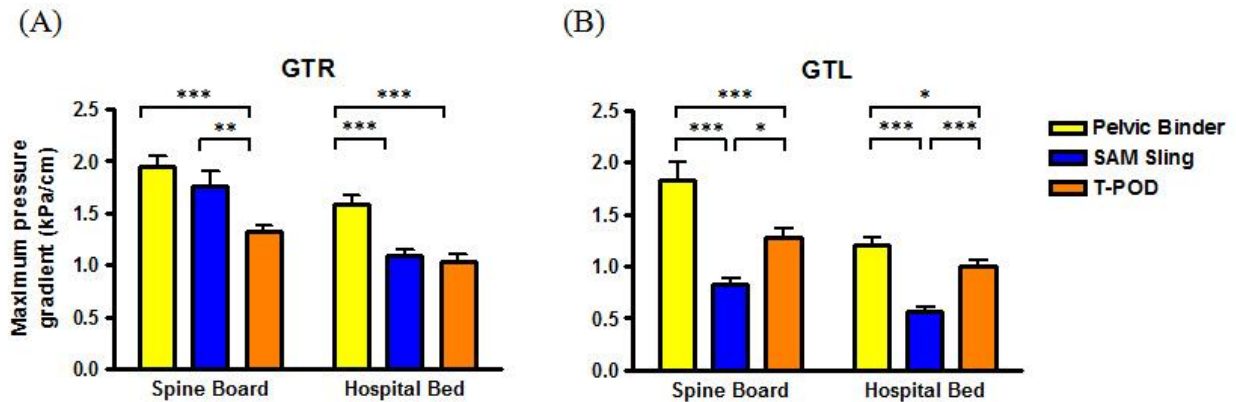 (A)
GTR
Maximum pressure
gradient (kPa/cm)
2.5
2.0
1.5
1.0
0.5
0.0
***
**
***
***
Spine Board
Hospital Bed
(B)
GTL
2.5
2.0
1.5
1.0
0.5
0.0
***
***
*
*
***
***
Spine Board
Hospital Bed
Pelvic Binder
SAM Sling
T-POD